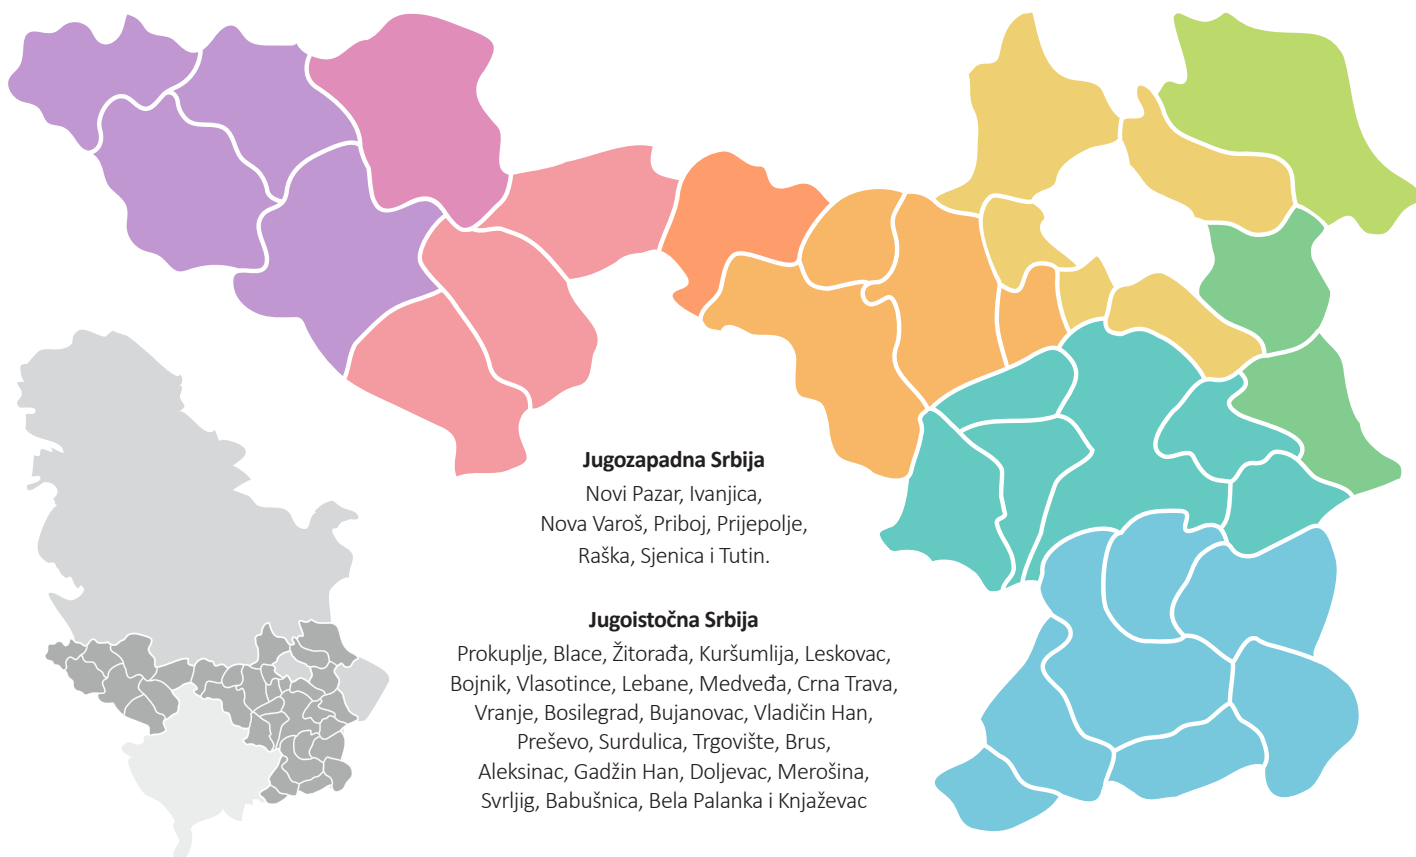 Jugozapadna Srbija
Novi Pazar, Ivanjica,
Nova Varoš, Priboj, Prijepolje,
Raška, Sjenica i Tutin.
Jugoistočna Srbija
Prokuplje, Blace, Žitorađa, Kuršumlija, Leskovac,
Bojnik, Vlasotince, Lebane, Medveđa, Crna Trava,
Vranje, Bosilegrad, Bujanovac, Vladičin Han,
Preševo, Surdulica, Trgovište, Brus,
Aleksinac, Gadžin Han, Doljevac, Merošina,
Svrljig, Babušnica, Bela Palanka i Knjaževac